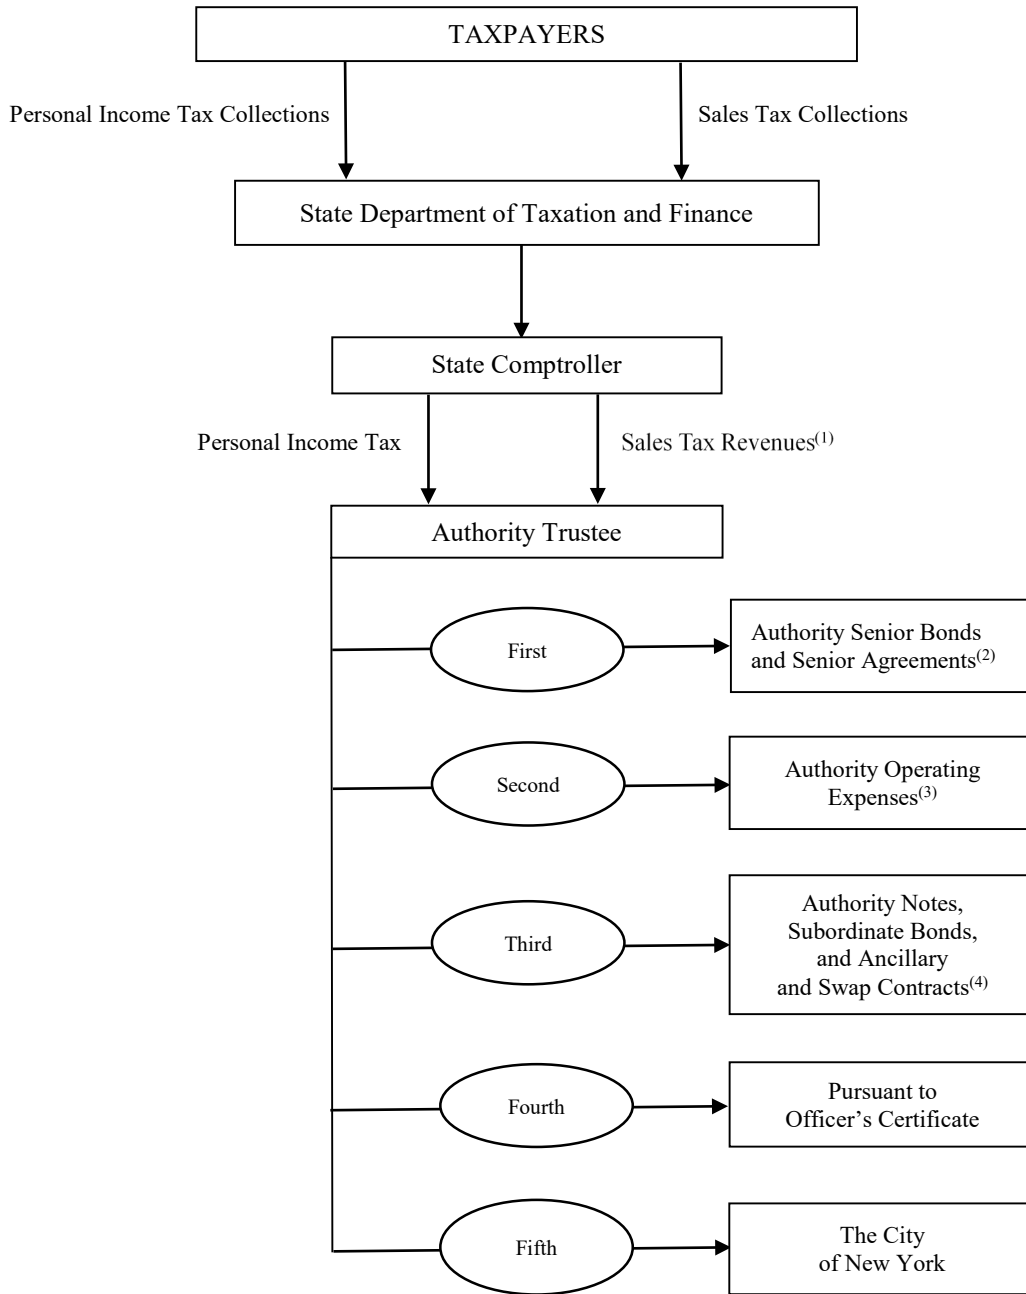 TAXPAYERS
Personal Income Tax Collections
Sales Tax Collections
State Department of Taxation and Finance
State Comptroller
Personal Income Tax
Sales Tax Revenues(1)
Authority Trustee
First
Authority Senior Bonds
and Senior Agreements(2)
Second
Authority Operating
Expenses(3)
Third
Authority Notes,
Subordinate Bonds,
and Ancillary
and Swap Contracts(4)
Fourth
Pursuant to
Officer’s Certificate
Fifth
The City
of New York